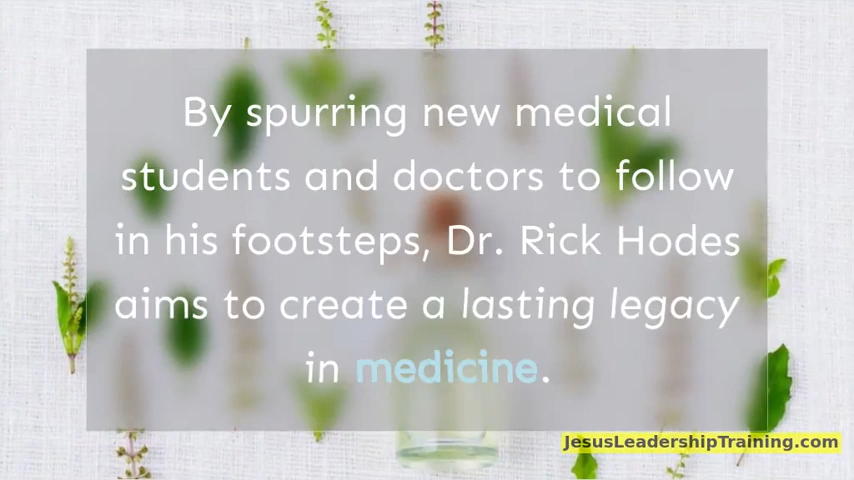 By spurring new medical
students and doctors to follow
in his footsteps, Dr. Rick Hodes
aims to create a lasting legacy
in medicine.
JesusLeadershipTraining.com